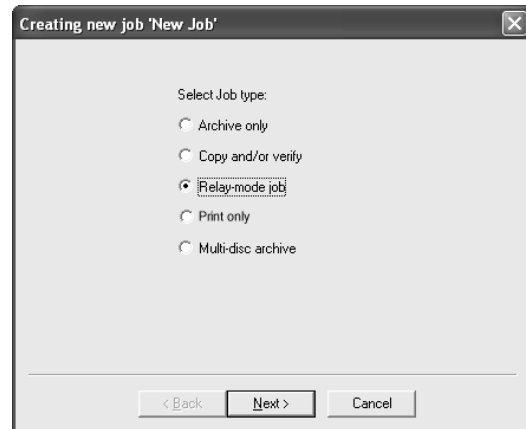 Creating new job 'New Job'
Select Job type:
Archive only
Copy and/or verify
Relay-mode job
Print only
Multi-disc archive
< Back Next > Cancel